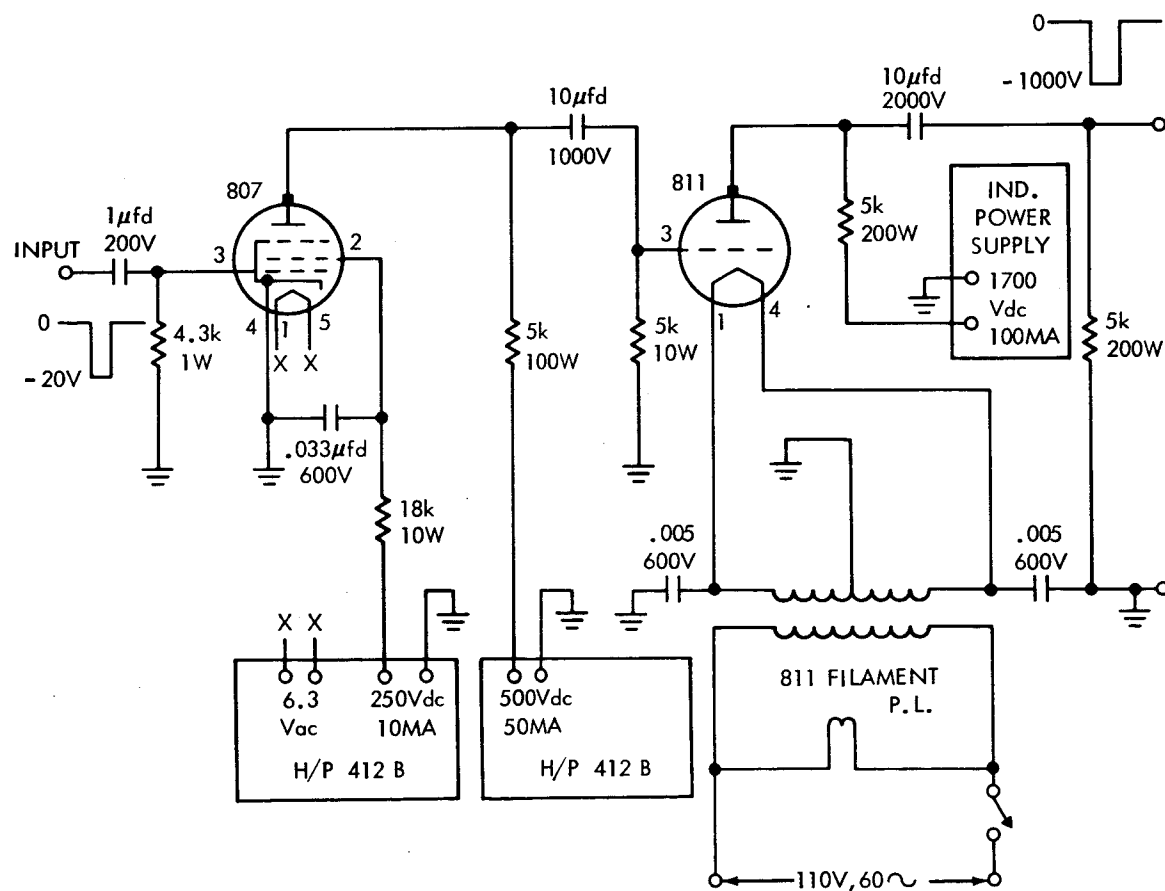 0
-1000V
10µfd
2000V
10µfd
1000V
807
811
1µfd
200V
INPUT
3
2
4
1
5
X X
0
-20V
4.3k
1W
.033µfd
600V
18k
10W
5k
100W
5k
10W
3
1
4
5k
200W
IND.
POWER
SUPPLY
1700
Vdc
100MA
5k
200W
.005
600V
.005
600V
X X
6.3
Vac
250Vdc
10MA
H/P 412 B
500Vdc
50MA
H/P 412 B
811 FILAMENT
P.L.
110V, 60∿